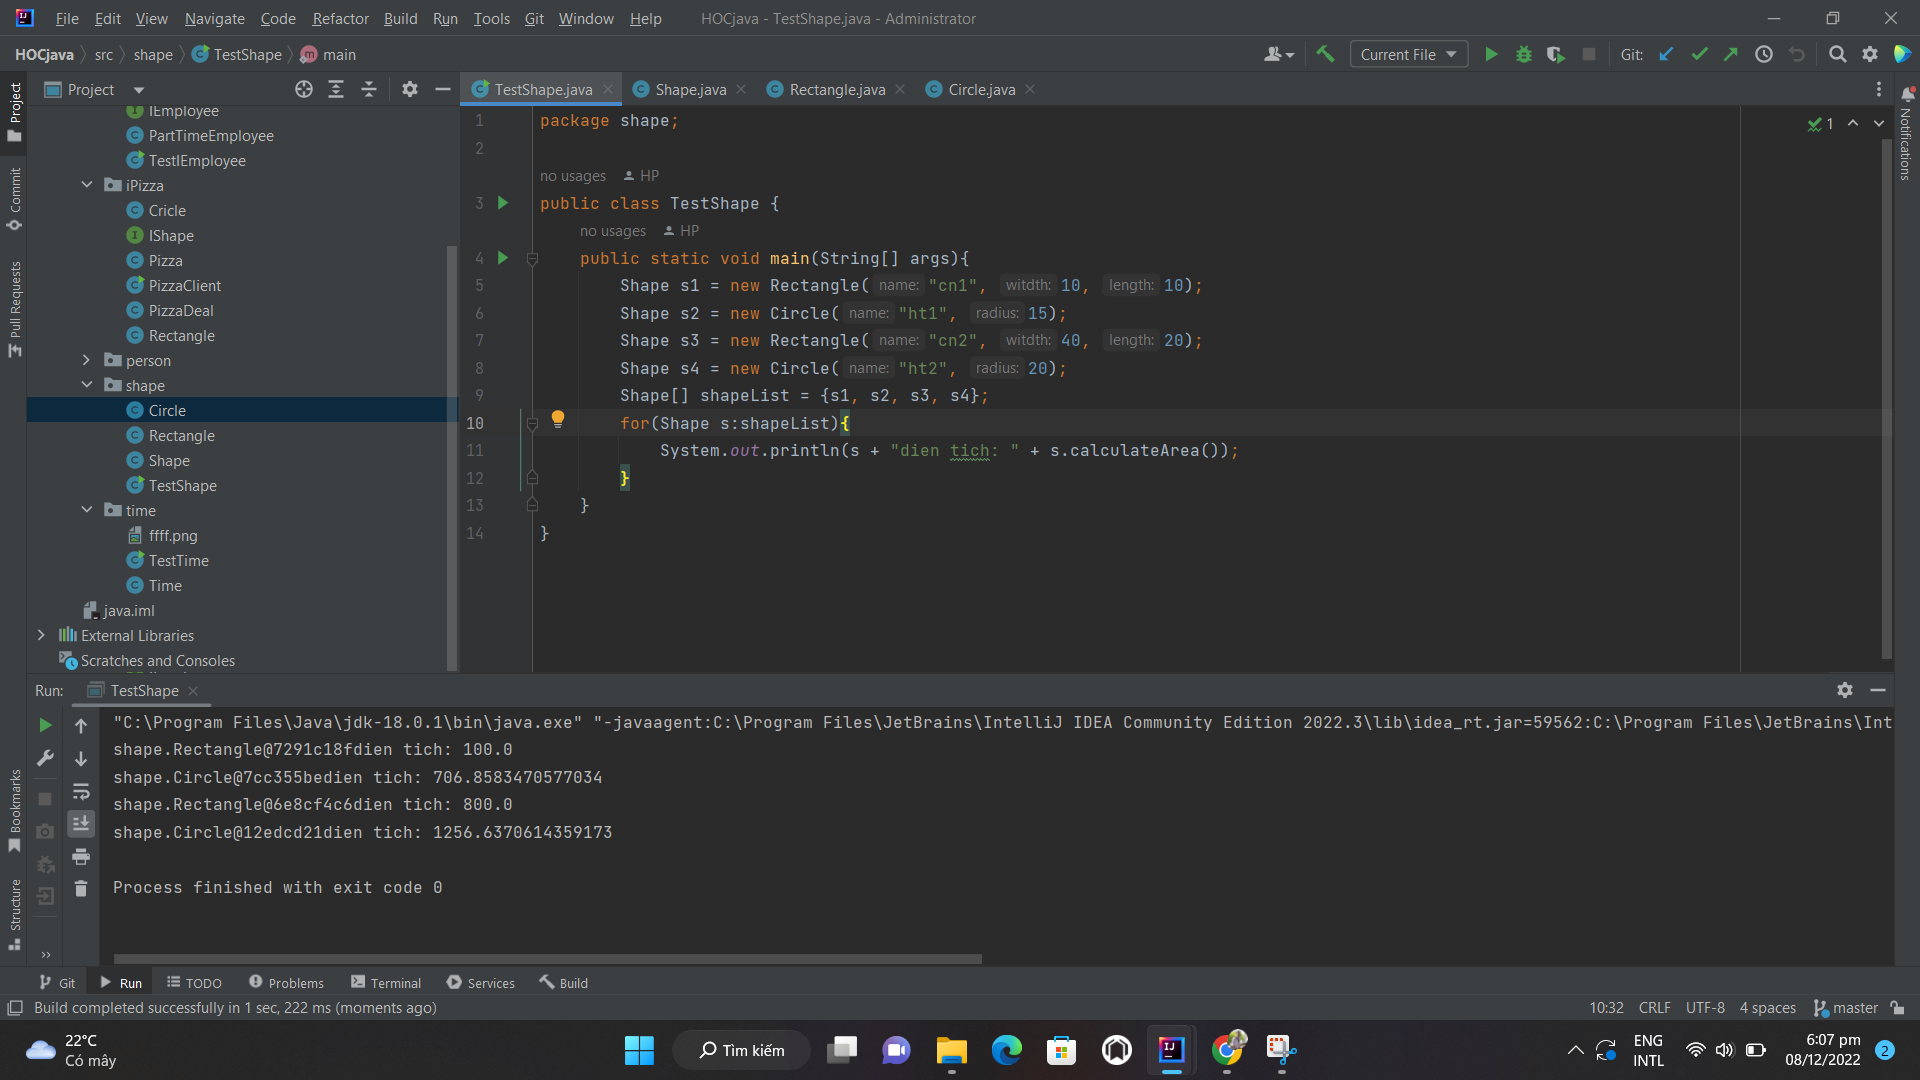 File Edit View Navigate Code Refactor Build Run Tools Git Window Help HOCjava - TestShape.java - Administrator
HOCjava src shape TestShape main Current File Git:
Project
TestShape.java Shape.java Rectangle.java Circle.java
Project
Commit
Pull Requests
Bookmarks
Structure
Notifications
IEmployee
PartTimeEmployee
TestIEmployee
iPizza
Cricle
IShape
Pizza
PizzaClient
PizzaDeal
Rectangle
person
shape
Circle
Rectangle
Shape
TestShape
time
ffff.png
TestTime
Time
java.iml
External Libraries
Scratches and Consoles
1 package shape;
2
no usages HP
3 public class TestShape {
no usages HP
4 public static void main(String[] args){
5 Shape s1 = new Rectangle( name: "cn1", witdth: 10, length: 10);
6 Shape s2 = new Circle( name: "ht1", radius: 15);
7 Shape s3 = new Rectangle( name: "cn2", witdth: 40, length: 20);
8 Shape s4 = new Circle( name: "ht2", radius: 20);
9 Shape[] shapeList = {s1, s2, s3, s4};
10 for(Shape s:shapeList){
11 System.out.println(s + "dien tich: " + s.calculateArea());
12 }
13 }
14 }
1
Run: TestShape
"C:\Program Files\Java\jdk-18.0.1\bin\java.exe" "-javaagent:C:\Program Files\JetBrains\IntelliJ IDEA Community Edition 2022.3\lib\idea_rt.jar=59562:C:\Program Files\JetBrains\Int
shape.Rectangle@7291c18fdien tich: 100.0
shape.Circle@7cc355bedien tich: 706.8583470577034
shape.Rectangle@6e8cf4c6dien tich: 800.0
shape.Circle@12edcd21dien tich: 1256.6370614359173
Process finished with exit code 0
Git Run TODO Problems Terminal Services Build
Build completed successfully in 1 sec, 222 ms (moments ago) 10:32 CRLF UTF-8 4 spaces master
22°C
Có mây
Tìm kiếm
ENG
INTL
6:07 pm
08/12/2022
2